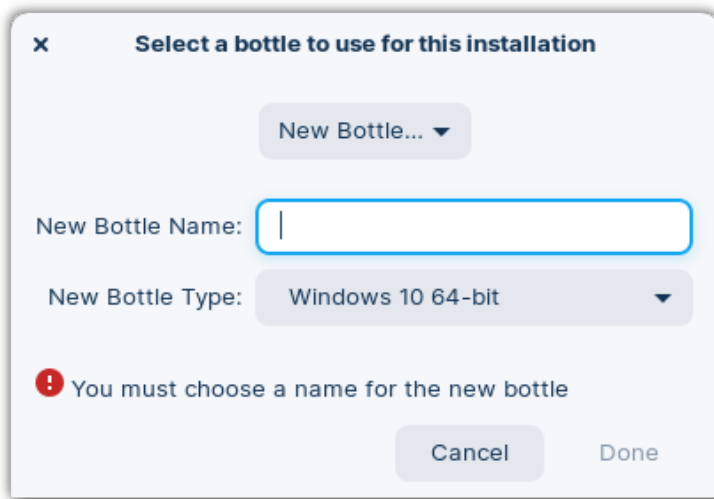 Select a bottle to use for this installation
New Bottle...
New Bottle Name:
New Bottle Type: Windows 10 64-bit
You must choose a name for the new bottle
Cancel Done